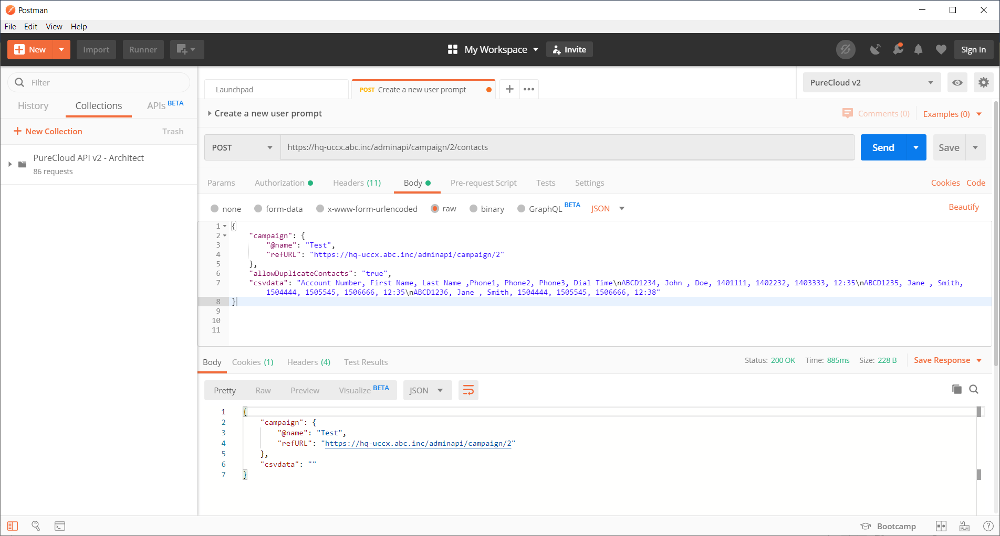 Postman
File Edit View Help
New Import Runner My Workspace Invite Sign In
Filter
History Collections APIs BETA
New Collection Trash
PureCloud API v2 - Architect
86 requests
Launchpad POST Create a new user prompt PureCloud v2
Create a new user prompt Comments (0) Examples (0)
POST https://hq-uccx.abc.inc/adminapi/campaign/2/contacts Send Save
Params Authorization Headers (11) Body Pre-request Script Tests Settings Cookies Code
none form-data x-www-form-urlencoded raw binary GraphQL BETA JSON Beautify
1 {
2 "campaign": {
3 "@name": "Test",
4 "refURL": "https://hq-uccx.abc.inc/adminapi/campaign/2"
5 },
6 "allowDuplicateContacts": "true",
7 "csvdata": "Account Number, First Name, Last Name ,Phone1, Phone2, Phone3, Dial Time\nABCD1234, John , Doe, 1401111, 1402232, 1403333, 12:35\nABCD1235, Jane , Smith,
1504444, 1505545, 1506666, 12:35\nABCD1236, Jane , Smith, 1504444, 1505545, 1506666, 12:38"
8 }
9
10
11
Body Cookies (1) Headers (4) Test Results Status: 200 OK Time: 885ms Size: 228 B Save Response
Pretty Raw Preview Visualize BETA JSON
1 {
2 "campaign": {
3 "@name": "Test",
4 "refURL": "https://hq-uccx.abc.inc/adminapi/campaign/2"
5 },
6 "csvdata": ""
7 }
Bootcamp